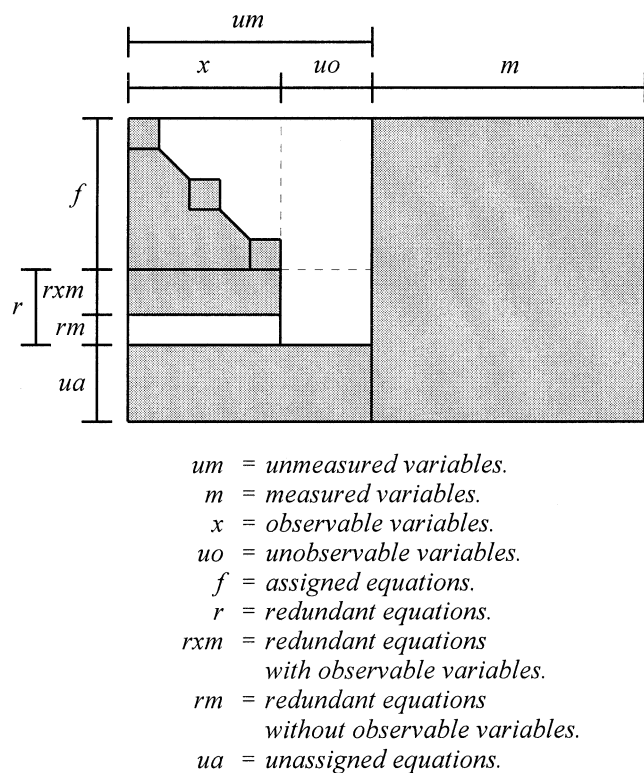 um
x uo m
f
r rxm
rm
ua
um = unmeasured variables.
m = measured variables.
x = observable variables.
uo = unobservable variables.
f = assigned equations.
r = redundant equations.
rxm = redundant equations
with observable variables.
rm = redundant equations
without observable variables.
ua = unassigned equations.